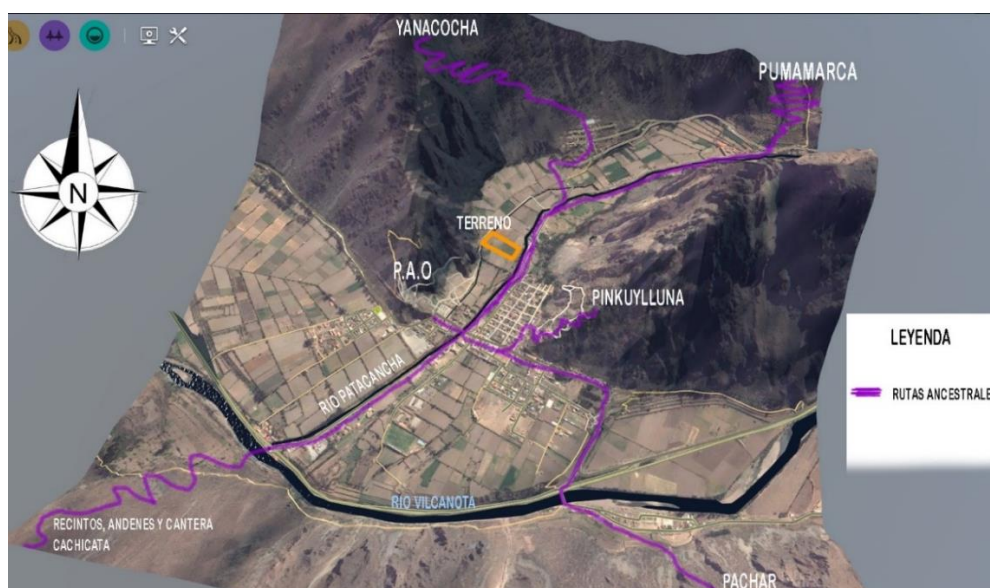 YANACOCHA
PUMAMARCA
N
TERRENO
P.A.O
PINKUYLLUNA
LEYENDA
RUTAS ANCESTRALE
RIO PATACANCHA
RIO VILCANOTA
RECINTOS, ANDENES Y CANTERA
CACHICATA
PACHAR